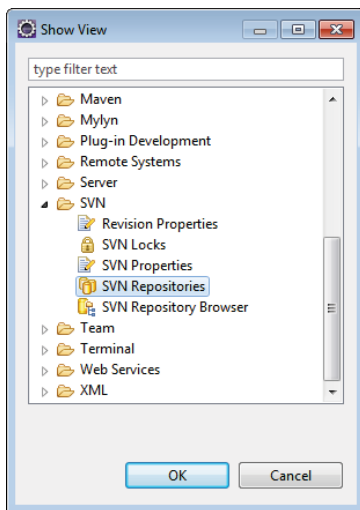 Show View
type filter text
Maven
Mylyn
Plug-in Development
Remote Systems
Server
SVN
Revision Properties
SVN Locks
SVN Properties
SVN Repositories
SVN Repository Browser
Team
Terminal
Web Services
XML
OK
Cancel